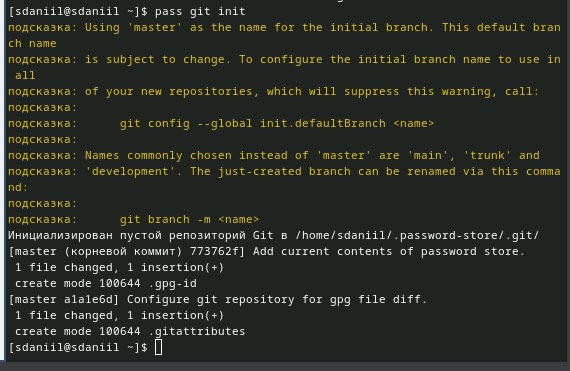 [sdaniil@sdaniil ~]$ pass git init
подсказка: Using 'master' as the name for the initial branch. This default bran
ch name
подсказка: is subject to change. To configure the initial branch name to use in
 all
подсказка: of your new repositories, which will suppress this warning, call:
подсказка:
подсказка:      git config --global init.defaultBranch <name>
подсказка:
подсказка: Names commonly chosen instead of 'master' are 'main', 'trunk' and
подсказка: 'development'. The just-created branch can be renamed via this comma
nd:
подсказка:
подсказка:      git branch -m <name>
Инициализирован пустой репозиторий Git в /home/sdaniil/.password-store/.git/
[master (корневой коммит) 773762f] Add current contents of password store.
 1 file changed, 1 insertion(+)
 create mode 100644 .gpg-id
[master a1a1e6d] Configure git repository for gpg file diff.
 1 file changed, 1 insertion(+)
 create mode 100644 .gitattributes
[sdaniil@sdaniil ~]$